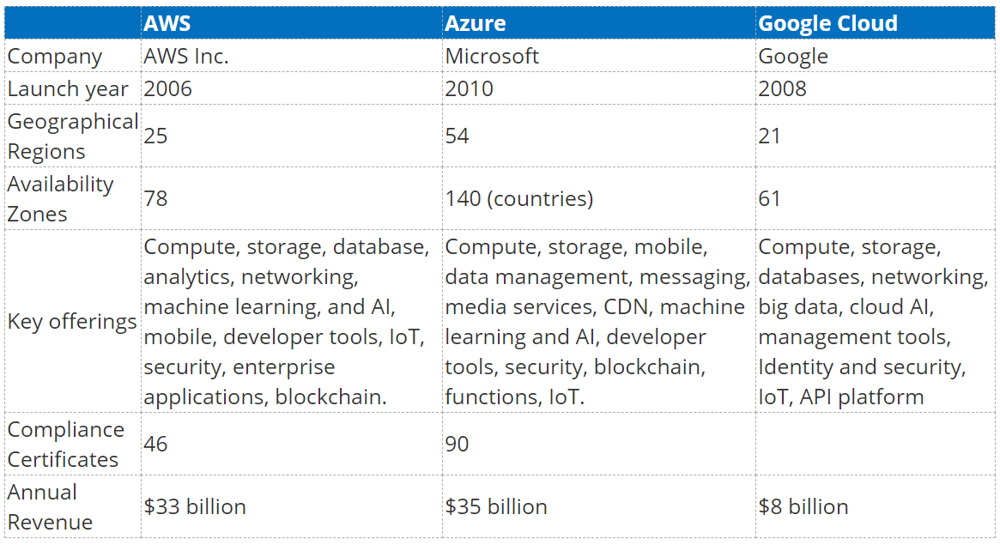 AWS Azure Google Cloud
Company AWS Inc. Microsoft Google
Launch year 2006 2010 2008
Geographical
Regions
25 54 21
Availability
Zones
78 140 (countries) 61
Key offerings
Compute, storage, database,
analytics, networking,
machine learning, and AI,
mobile, developer tools, IoT,
security, enterprise
applications, blockchain.
Compute, storage, mobile,
data management, messaging,
media services, CDN, machine
learning and AI, developer
tools, security, blockchain,
functions, IoT.
Compute, storage,
databases, networking,
big data, cloud AI,
management tools,
Identity and security,
IoT, API platform
Compliance
Certificates
46 90
Annual
Revenue
$33 billion $35 billion $8 billion